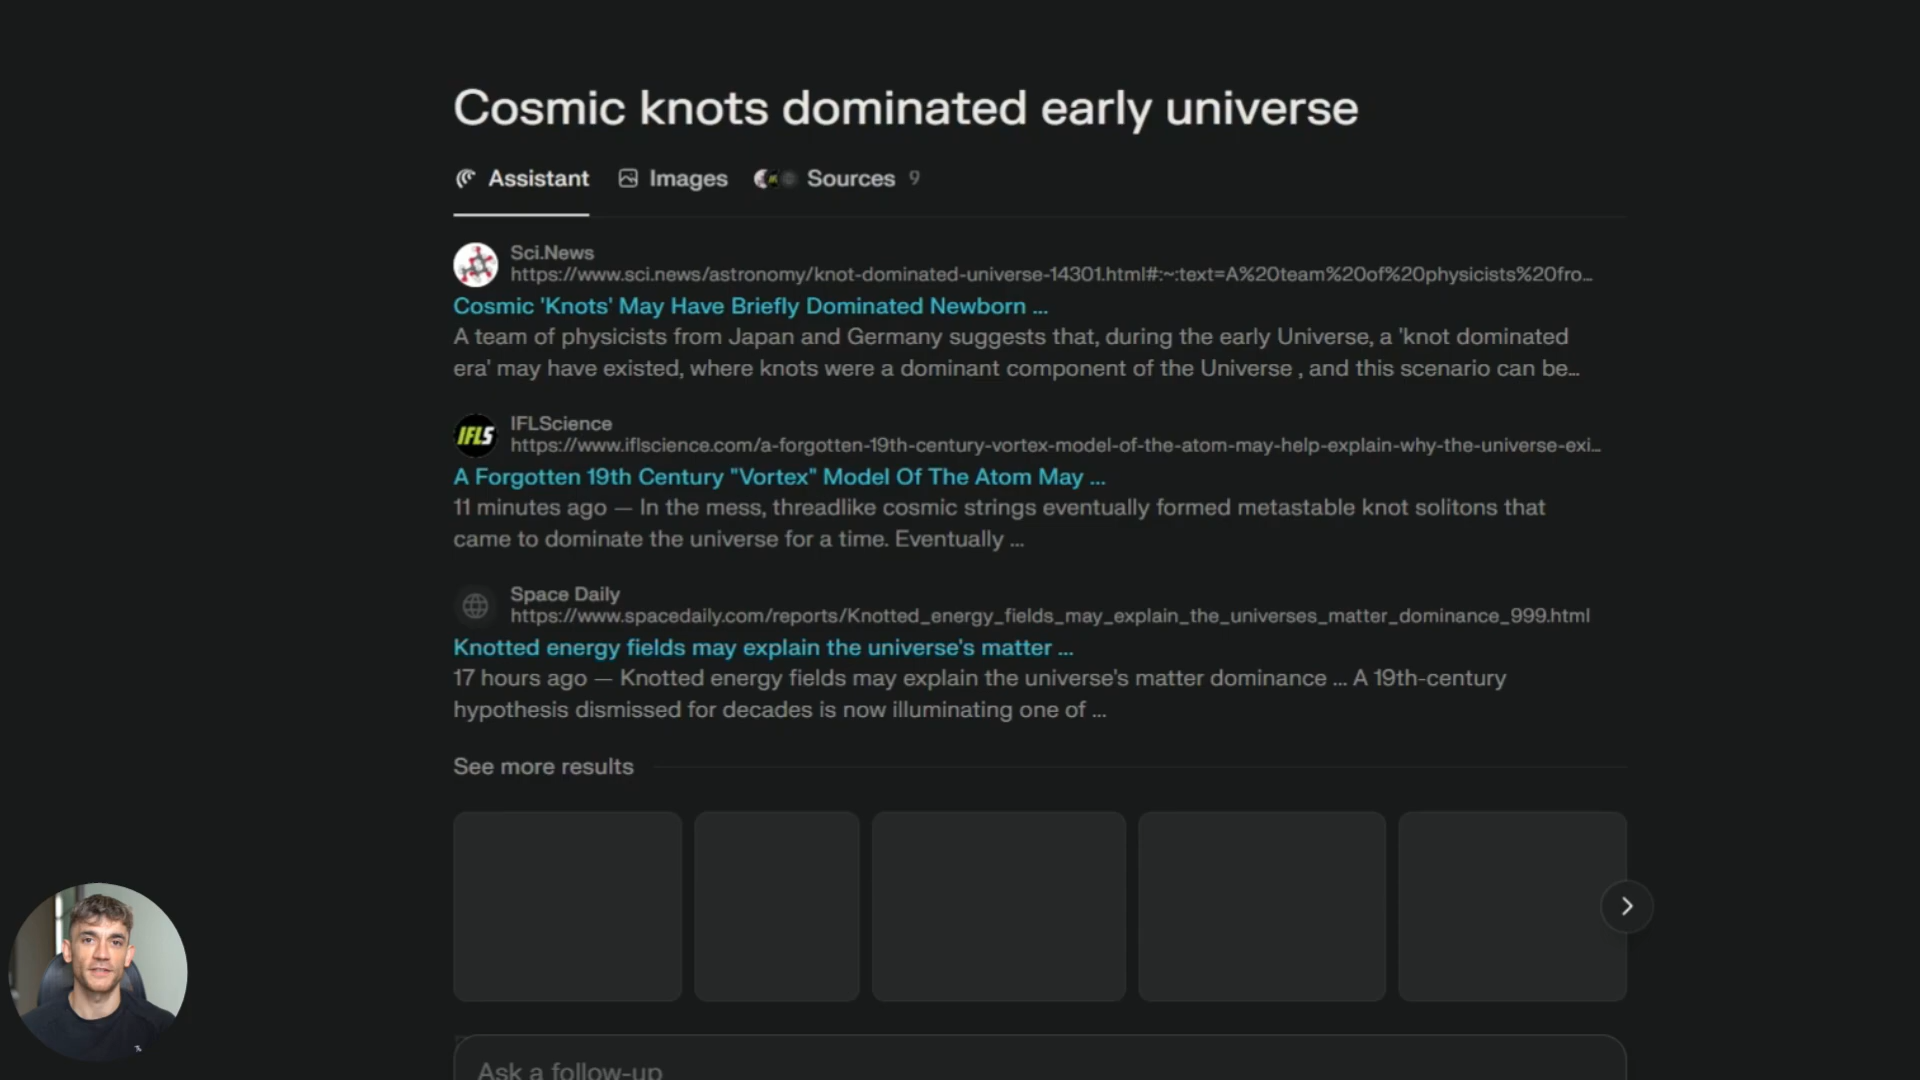 Cosmic knots dominated early universe
Assistant
Images
Sources 9
Sci.News
https://www.sci.news/astronomy/knot-dominated-universe-14301.html#:~:text=A%20team%20of%20physicists%20fro...
Cosmic 'Knots' May Have Briefly Dominated Newborn ...
A team of physicists from Japan and Germany suggests that, during the early Universe, a 'knot dominated
era' may have existed, where knots were a dominant component of the Universe , and this scenario can be...
IFLS
IFLScience
https://www.iflscience.com/a-forgotten-19th-century-vortex-model-of-the-atom-may-help-explain-why-the-universe-exi...
A Forgotten 19th Century "Vortex" Model Of The Atom May ...
11 minutes ago — In the mess, threadlike cosmic strings eventually formed metastable knot solitons that
came to dominate the universe for a time. Eventually ...
Space Daily
https://www.spacedaily.com/reports/Knotted_energy_fields_may_explain_the_universes_matter_dominance_999.html
Knotted energy fields may explain the universe's matter ...
17 hours ago — Knotted energy fields may explain the universe's matter dominance ... A 19th-century
hypothesis dismissed for decades is now illuminating one of ...
See more results
Ask a follow-up